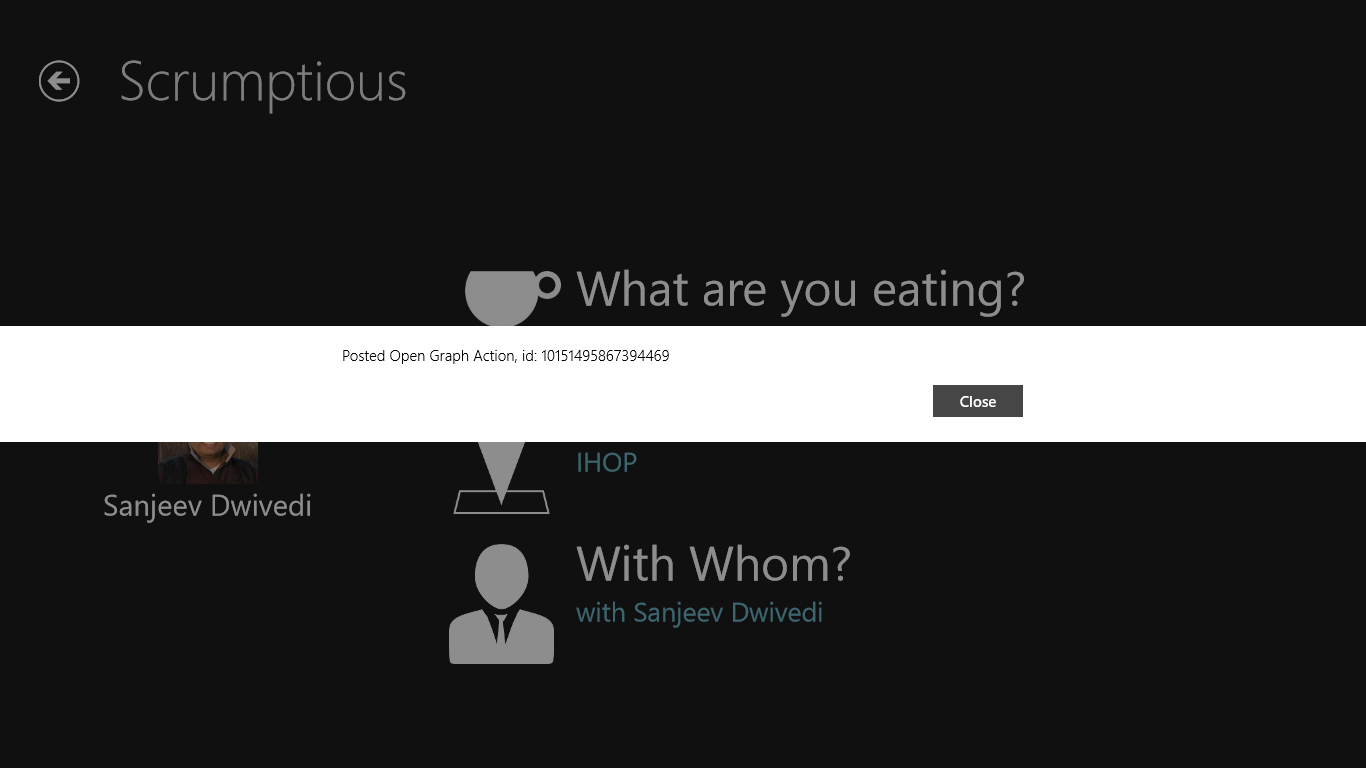 Scrumptious
What are you eating?
Posted Open Graph Action, id: 10151495867394469
Close
IHOP
Sanjeev Dwivedi
With Whom?
with Sanjeev Dwivedi